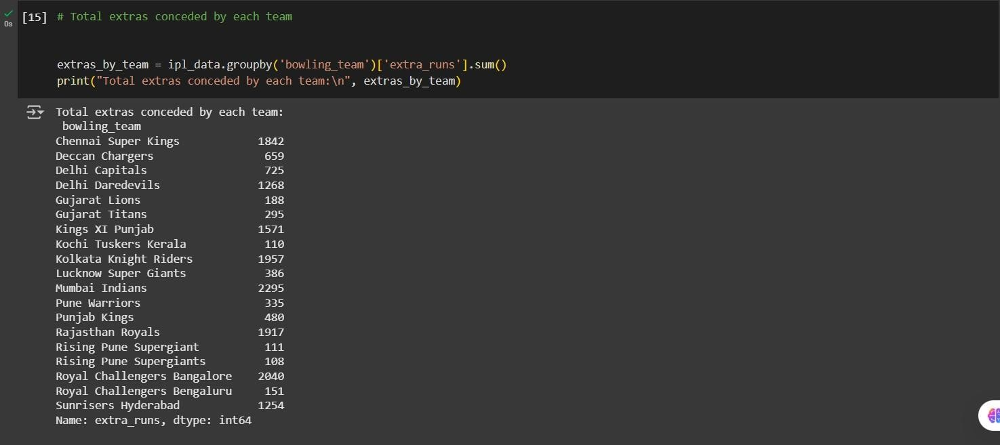 [15] # Total extras conceded by each team
0s
extras_by_team = ipl_data.groupby('bowling_team')['extra_runs'].sum()
print("Total extras conceded by each team:\n", extras_by_team)
Total extras conceded by each team:
bowling_team
Chennai Super Kings 1842
Deccan Chargers 659
Delhi Capitals 725
Delhi Daredevils 1268
Gujarat Lions 188
Gujarat Titans 295
Kings XI Punjab 1571
Kochi Tuskers Kerala 110
Kolkata Knight Riders 1957
Lucknow Super Giants 386
Mumbai Indians 2295
Pune Warriors 335
Punjab Kings 480
Rajasthan Royals 1917
Rising Pune Supergiant 111
Rising Pune Supergiants 108
Royal Challengers Bangalore 2040
Royal Challengers Bengaluru 151
Sunrisers Hyderabad 1254
Name: extra_runs, dtype: int64